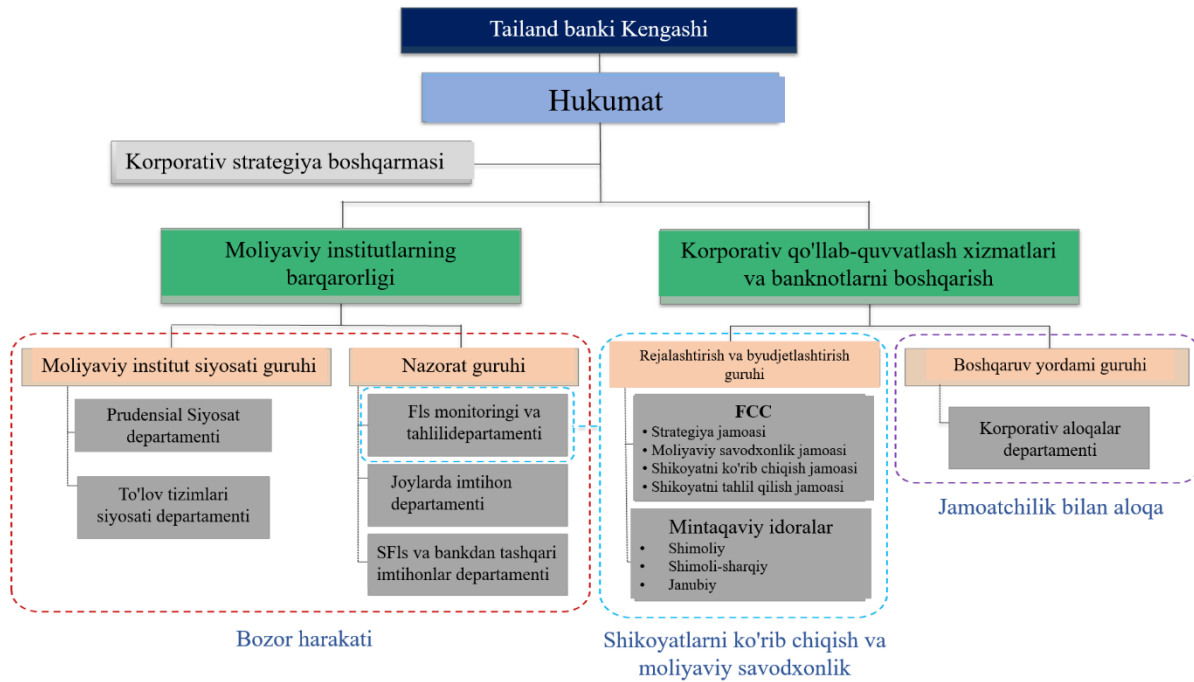 Tailand banki Kengashi
Hukumat
Korporativ strategiya boshqarmasi
Moliyaviy institutlarning
barqarorligi
Korporativ qo'llab-quvvatlash xizmatlari
va banknotlarni boshqarish
Moliyaviy institut siyosati guruhi
Prudensial Siyosat
departamenti
To'lov tizimlari
siyosati departamenti
Nazorat guruhi
Fls monitoringi va
tahlilidepartamenti
Joylarda imtihon
departamenti
SFls va bankdan tashqari
imtihonlar departamenti
Rejalashtirish va byudjetlashtirish
guruhi
FCC
• Strategiya jamoasi
• Moliyaviy savodxonlik jamoasi
• Shikoyatni ko'rib chiqish jamoasi
• Shikoyatni tahlil qilish jamoasi
Mintaqaviy idoralar
• Shimoliy
• Shimoli-sharqiy
• Janubiy
Boshqaruv yordami guruhi
Korporativ aloqalar
departamenti
Bozor harakati
Shikoyatlarni ko'rib chiqish va
moliyaviy savodxonlik
Jamoatchilik bilan aloqa